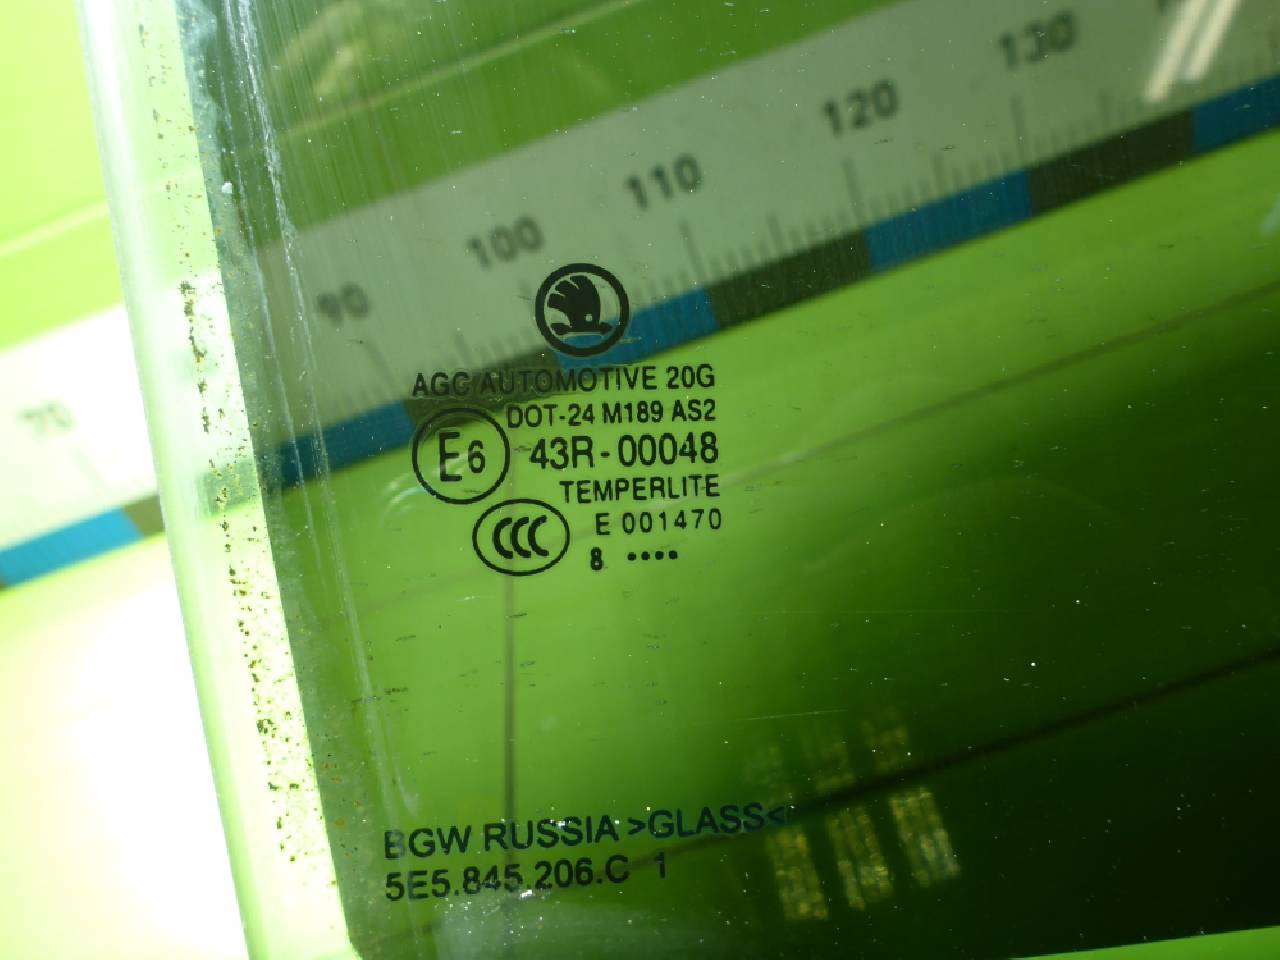 70
90
100
110
120
130
AGC AUTOMOTIVE 20G
DOT-24 M189 AS2
E6 43R-00048
TEMPERLITE
CCC E 001470
8 ••••
BGW RUSSIA >GLASS<
5E5.845.206.C 1